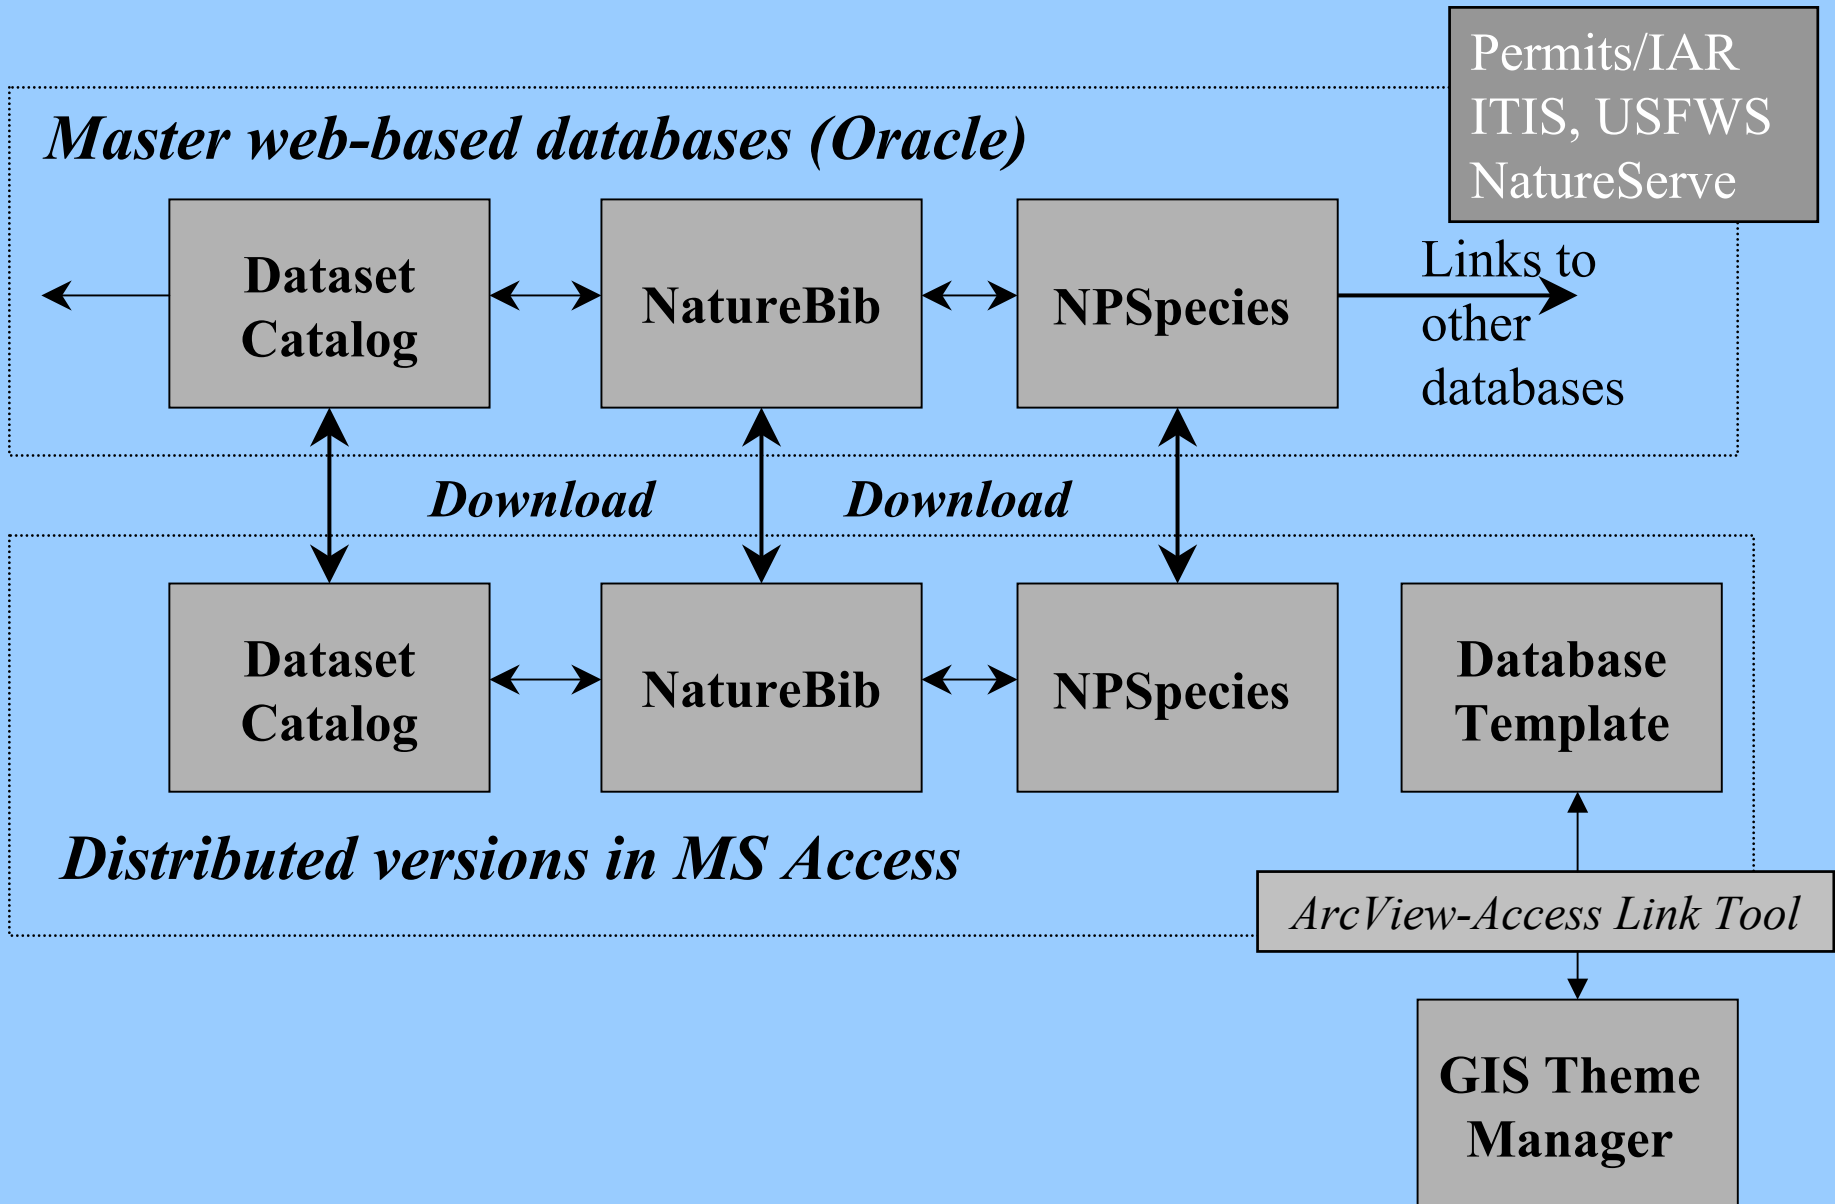 Permits/IAR
ITIS, USFWS
NatureServe
Master web-based databases (Oracle)
Dataset
Catalog
NatureBib
NPSpecies
Links to
other
databases
Download
Download
Dataset
Catalog
NatureBib
NPSpecies
Database
Template
Distributed versions in MS Access
ArcView-Access Link Tool
GIS Theme
Manager